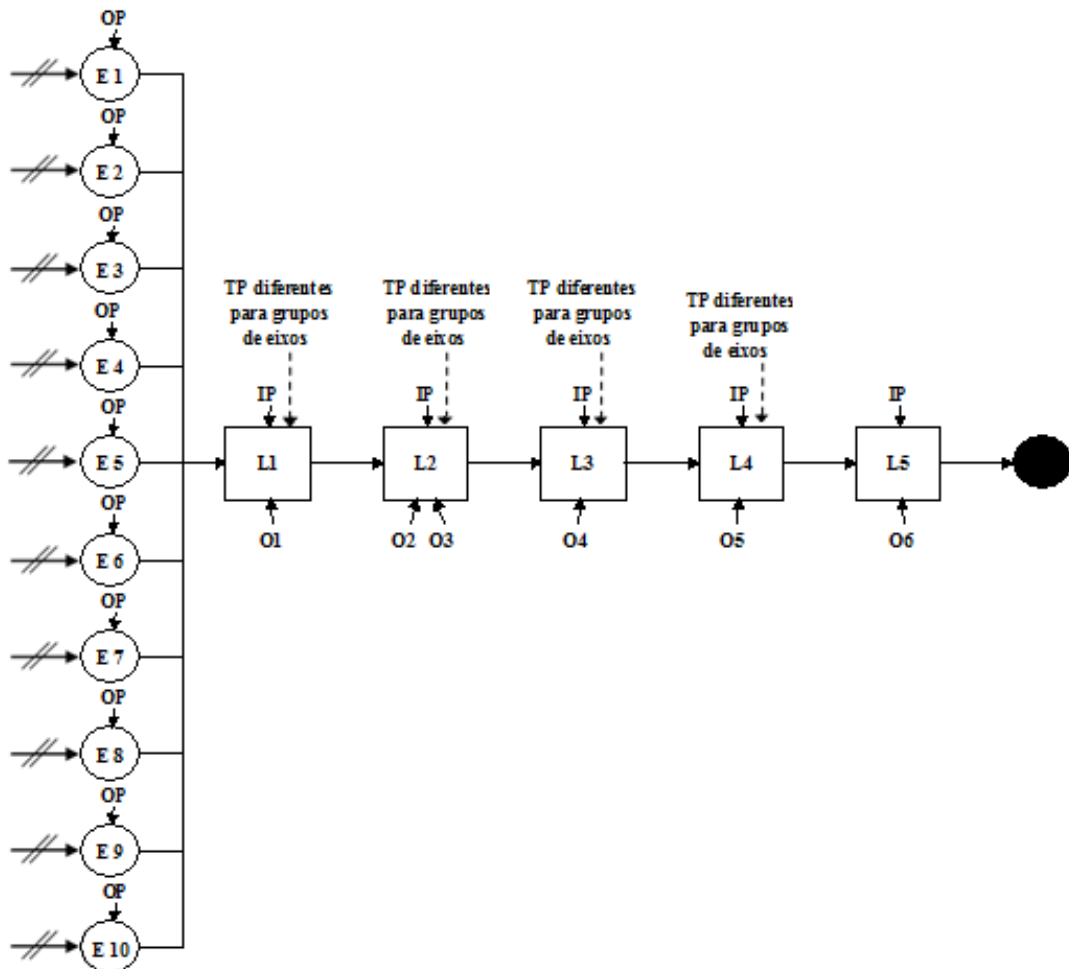 OP
E 1
OP
E 2
OP
E 3
OP
E 4
OP
E 5
OP
E 6
OP
E 7
OP
E 8
OP
E 9
OP
E 10
TP diferentes
para grupos
de eixos
TP diferentes
para grupos
de eixos
TP diferentes
para grupos
de eixos
TP diferentes
para grupos
de eixos
IP
IP
IP
IP
IP
L1
L2
L3
L4
L5
O1
O2
O3
O4
O5
O6